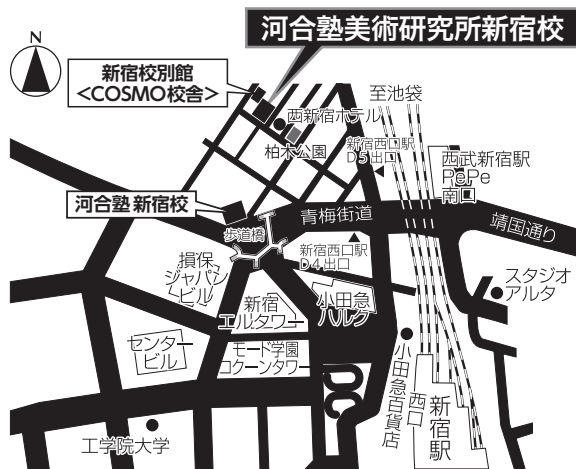 河合塾美術研究所新宿校
N
新宿校別館
<COSMO校舎>
至池袋
西新宿ホテル
柏木公園
新宿西口駅
D5出口
西武新宿駅
PePe
南口
河合塾 新宿校
青梅街道
靖国通り
歩道橋
新宿西口駅
D4出口
損保
ジャパン
ビル
スタジオ
アルタ
新宿
エルタワー
小田急
ハルク
センター
ビル
モード学園
コクーンタワー
小田急百貨店
西口
新宿駅
工学院大学